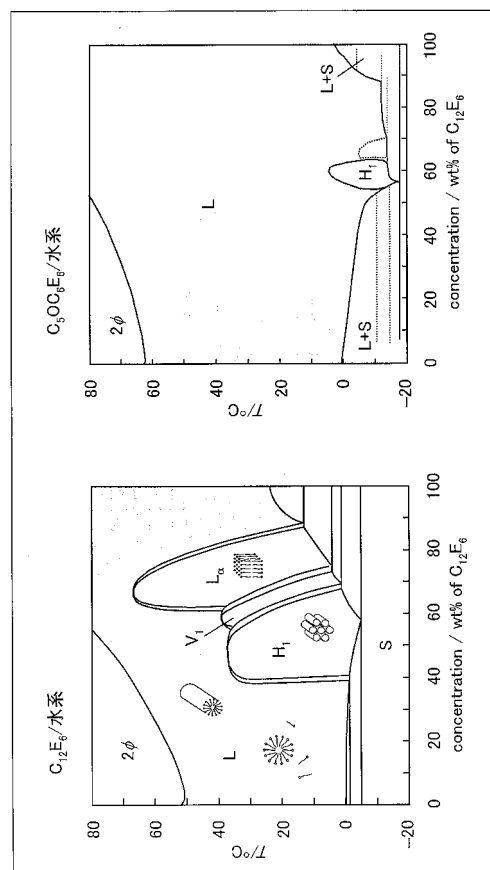 C₁₂E₆/水系
80
60
40
20
0
−20
T/°C
2φ
L
V₁
Lα
H₁
S
0 20 40 60 80 100
concentration / wt% of C₁₂E₆
C₅OC₆E₆/水系
80
60
40
20
0
−20
T/°C
2φ
L
H₁
L+S
L+S
0 20 40 60 80 100
concentration / wt% of C₁₂E₆